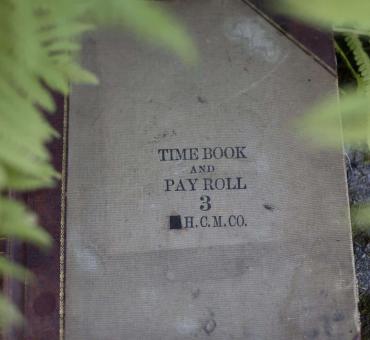 TIME BOOK
AND
PAY ROLL
3
H.C.M.CO.